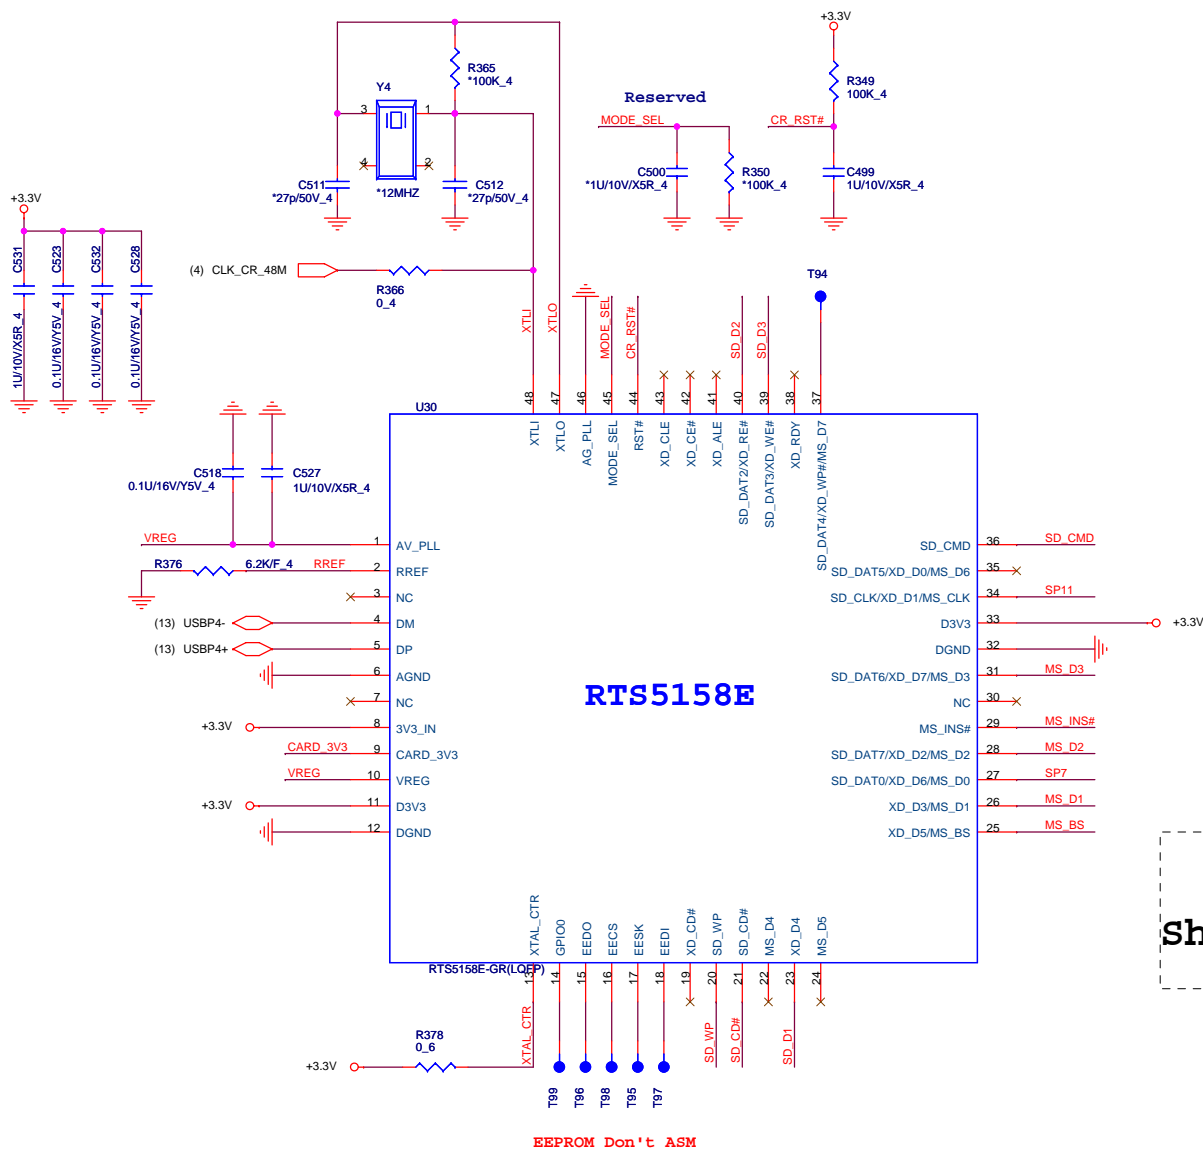 +3.3V
R365
*100K_4
Y4
3
1
4
2
*12MHZ
C511
*27p/50V_4
C512
*27p/50V_4
Reserved
MODE_SEL
C500
*1U/10V/X5R_4
R350
*100K_4
R349
100K_4
CR_RST#
C499
1U/10V/X5R_4
+3.3V
C531
1U/10V/X5R_4
C523
0.1U/16V/Y5V_4
C532
0.1U/16V/Y5V_4
C528
0.1U/16V/Y5V_4
(4) CLK_CR_48M
R366
0_4
XTLI
XTLO
MODE_SEL
CR_RST#
SD_D2
SD_D3
T94
48
47
46
45
44
43
42
41
40
39
38
37
U30
XTLI
XTLO
AG_PLL
MODE_SEL
RST#
XD_CLE
XD_CE#
XD_ALE
SD_DAT2/XD_RE#
SD_DAT3/XD_WE#
XD_RDY
SD_DAT4/XD_WP#/MS_D7
C518
0.1U/16V/Y5V_4
C527
1U/10V/X5R_4
VREG
1 AV_PLL
R376
6.2K/F_4
RREF
2 RREF
3 NC
(13) USBP4-
4 DM
(13) USBP4+
5 DP
6 AGND
7 NC
+3.3V
8 3V3_IN
CARD_3V3
9 CARD_3V3
VREG
10 VREG
+3.3V
11 D3V3
12 DGND
RTS5158E
SD_CMD 36 SD_CMD
SD_DAT5/XD_D0/MS_D6 35
SD_CLK/XD_D1/MS_CLK 34 SP11
D3V3 33 +3.3V
DGND 32
SD_DAT6/XD_D7/MS_D3 31 MS_D3
NC 30
MS_INS# 29 MS_INS#
SD_DAT7/XD_D2/MS_D2 28 MS_D2
SD_DAT0/XD_D6/MS_D0 27 SP7
XD_D3/MS_D1 26 MS_D1
XD_D5/MS_BS 25 MS_BS
Sh
XTAL_CTR
GPIO0
EEDO
EECS
EESK
EEDI
XD_CD#
SD_WP
SD_CD#
MS_D4
XD_D4
MS_D5
RTS5158E-GR(LQFP)
13
14
15
16
17
18
19
20
21
22
23
24
XTAL_CTR
SD_WP
SD_CD#
SD_D1
R378
0_6
+3.3V
T99
T96
T98
T95
T97
EEPROM Don't ASM